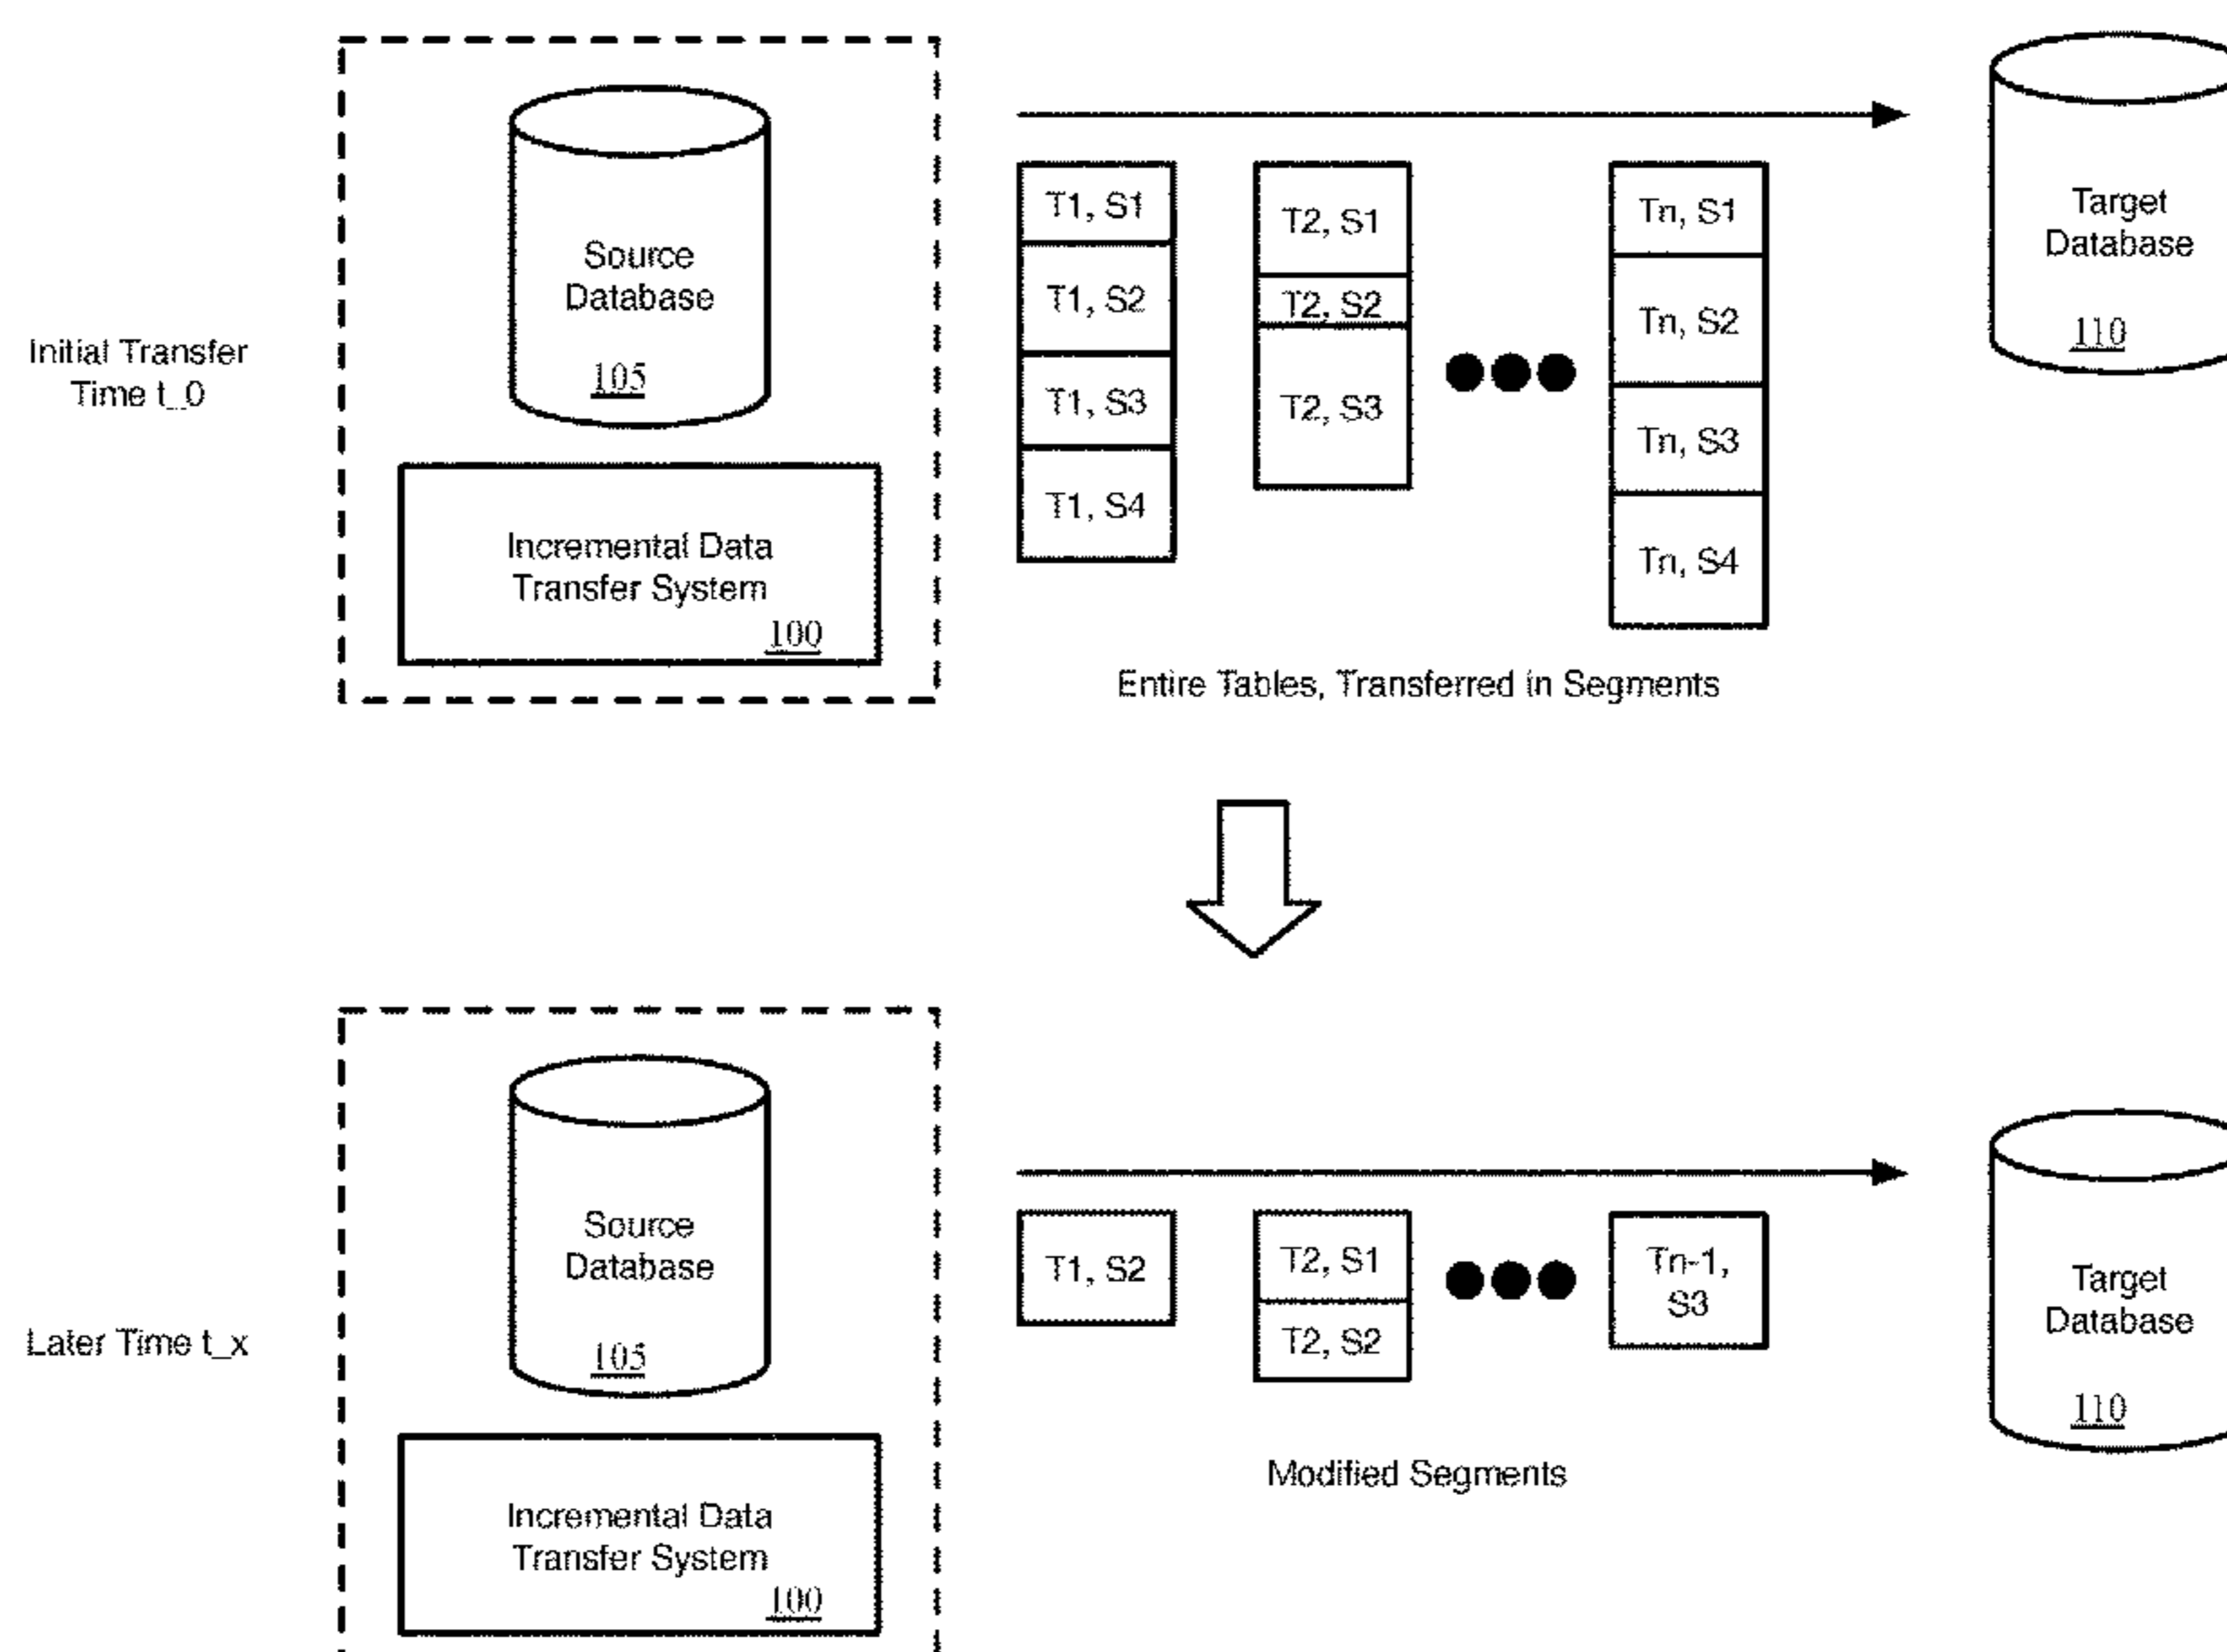 Initial Transfer
Time t_0
Source
Database
105
Incremental Data
Transfer System
100
T1, S1
T1, S2
T1, S3
T1, S4
T2, S1
T2, S2
T2, S3
Tn, S1
Tn, S2
Tn, S3
Tn, S4
Entire Tables, Transferred in Segments
Target
Database
110
Later Time t_x
Source
Database
105
Incremental Data
Transfer System
100
T1, S2
T2, S1
T2, S2
Tn-1,
S3
Modified Segments
Target
Database
110